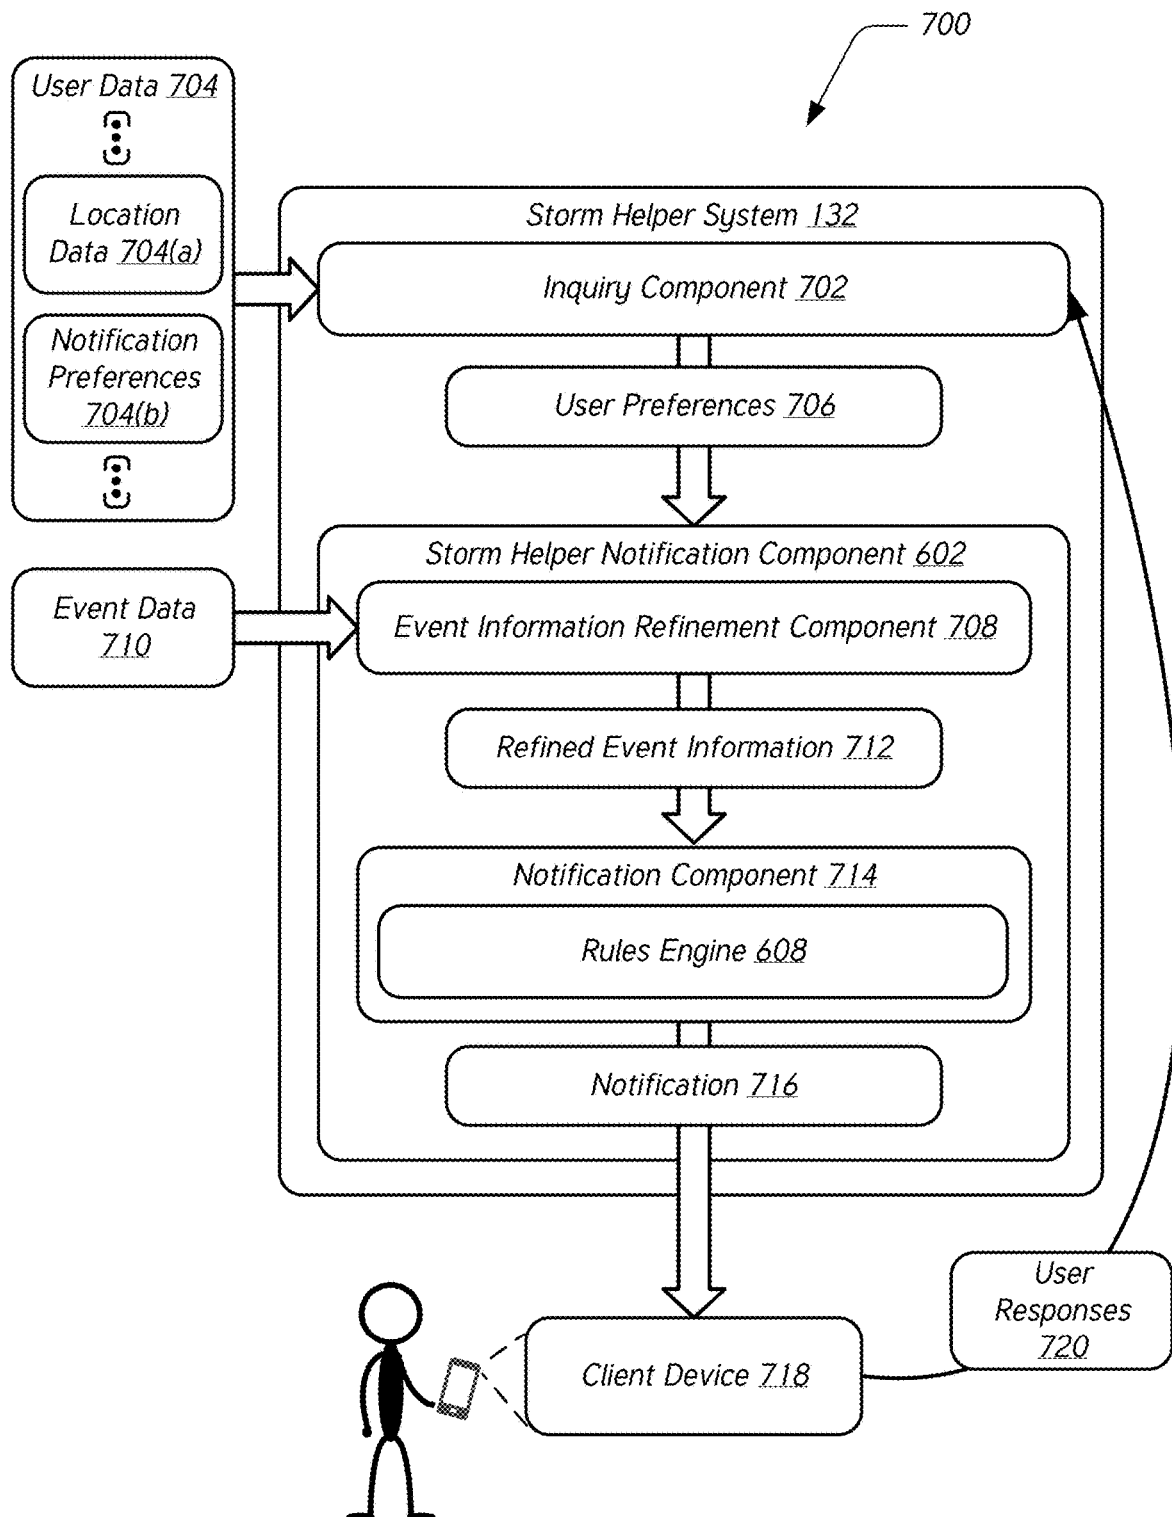 700
User Data 704
Location
Data 704(a)
Notification
Preferences
704(b)
Storm Helper System 132
Inquiry Component 702
User Preferences 706
Storm Helper Notification Component 602
Event Data
710
Event Information Refinement Component 708
Refined Event Information 712
Notification Component 714
Rules Engine 608
Notification 716
User
Responses
720
Client Device 718